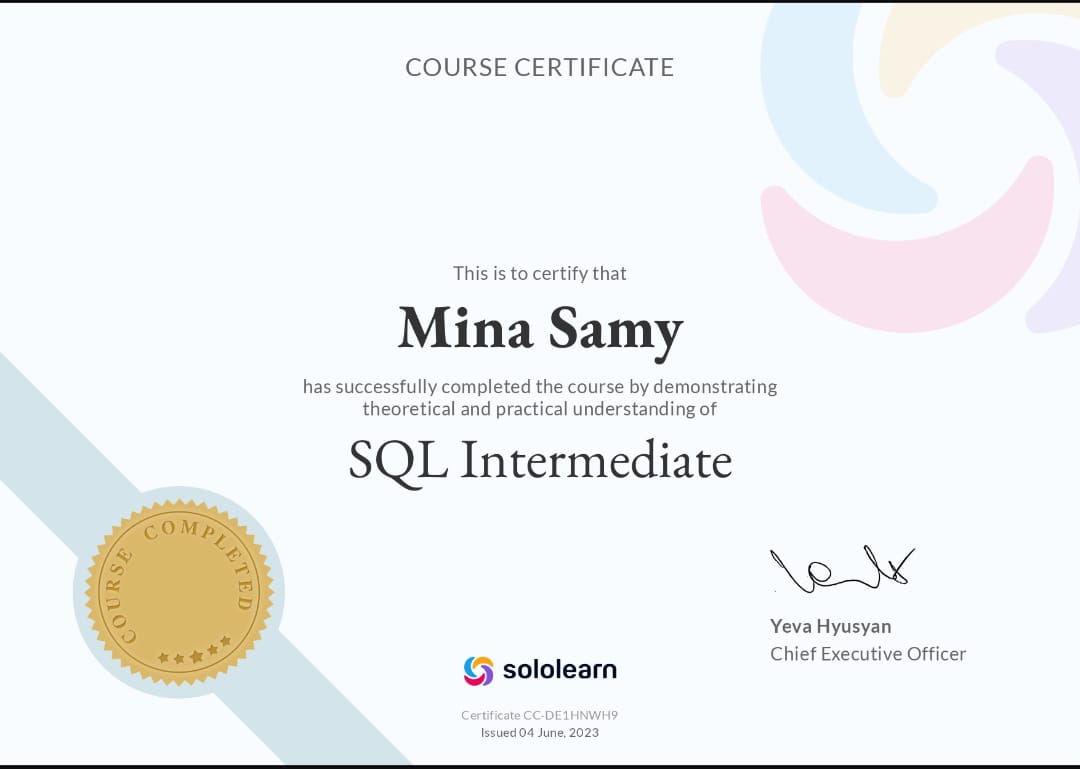 COURSE CERTIFICATE
This is to certify that
Mina Samy
has successfully completed the course by demonstrating
theoretical and practical understanding of
SQL Intermediate
COURSE COMPLETED
Yeva Hyusyan
Chief Executive Officer
sololearn
Certificate CC-DE1HNWH9
Issued 04 June, 2023